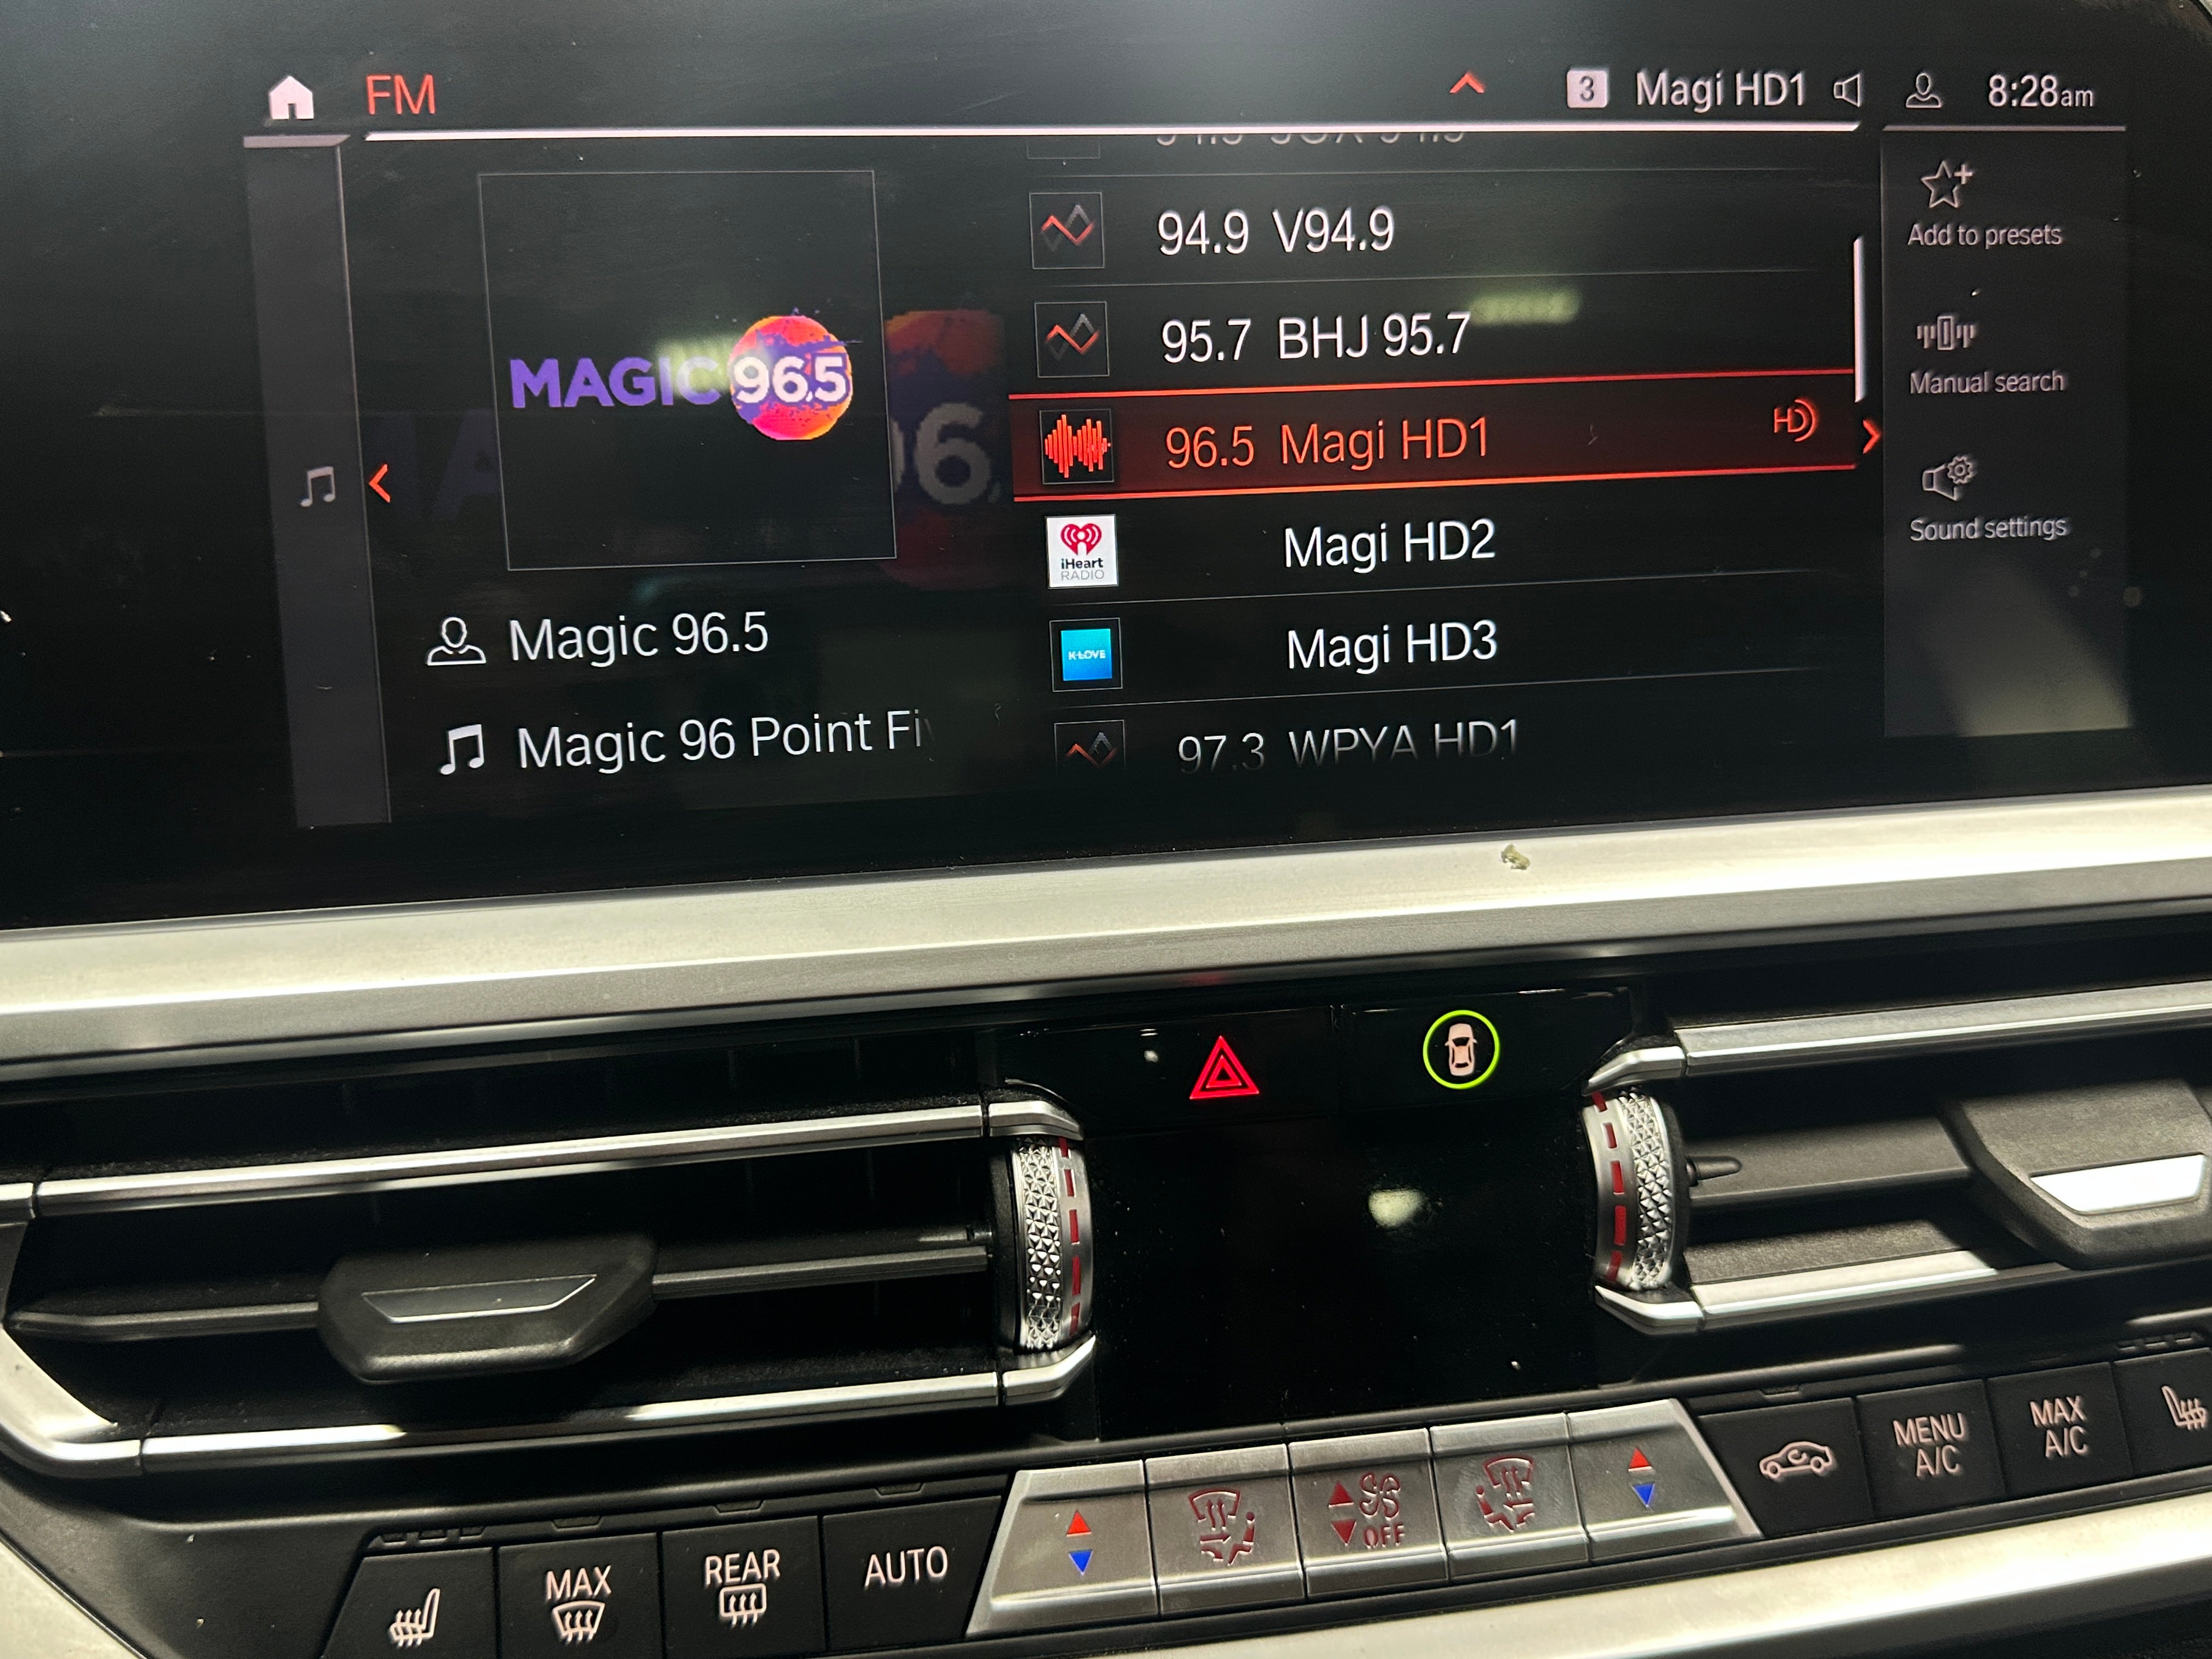 FM
3 Magi HD1 8:28am
94.9 V94.9
95.7 BHJ 95.7
96.5 Magi HD1 HD
iHeart
RADIO
Magi HD2
K-LOVE
Magi HD3
97.3 WPYA HD1
MAGIC 96.5
96.
Magic 96.5
Magic 96 Point Fi
Add to presets
Manual search
Sound settings
MAX
REAR
AUTO
OFF
MENU
A/C
MAX
A/C